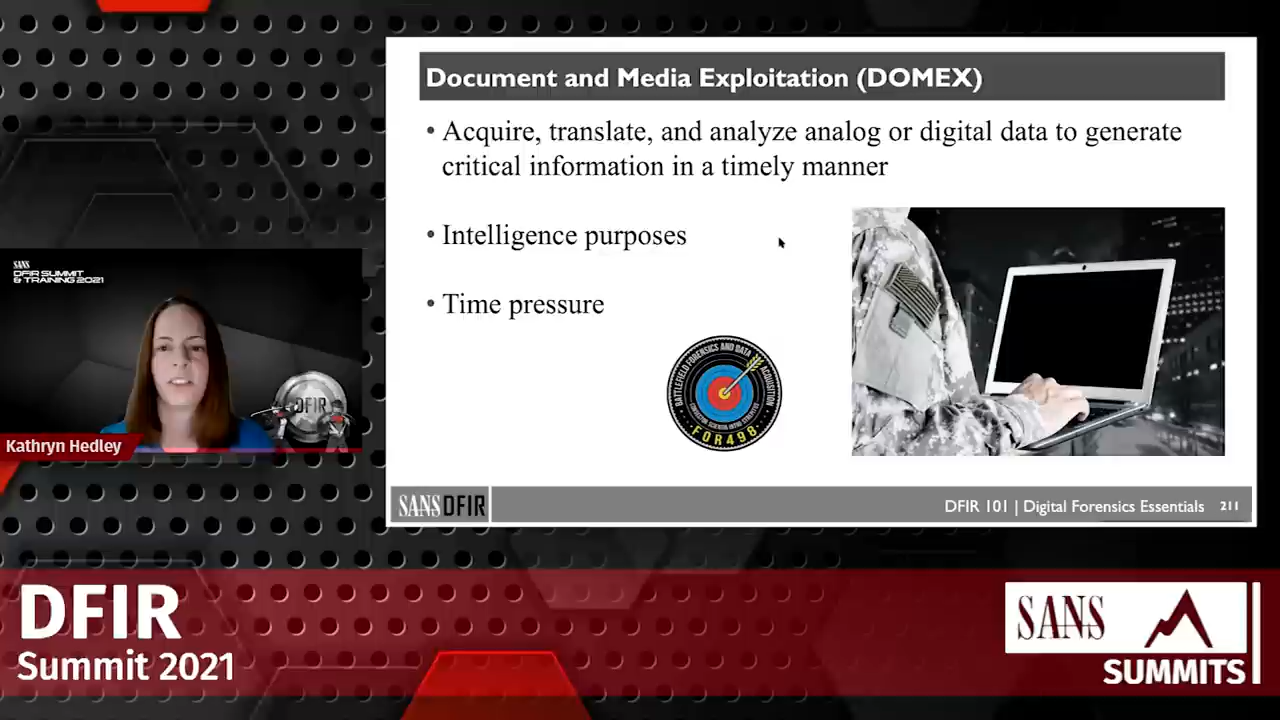 Document and Media Exploitation (DOMEX)
• Acquire, translate, and analyze analog or digital data to generate
critical information in a timely manner
• Intelligence purposes
• Time pressure
BATTLEFIELD FORENSICS AND DATA ACQUISITION
FOR498
SANS DFIR
DFIR 101 | Digital Forensics Essentials 211
SANS
DFIR SUMMIT
& TRAINING 2021
DFIR
Kathryn Hedley
DFIR
Summit 2021
SANS
SUMMITS